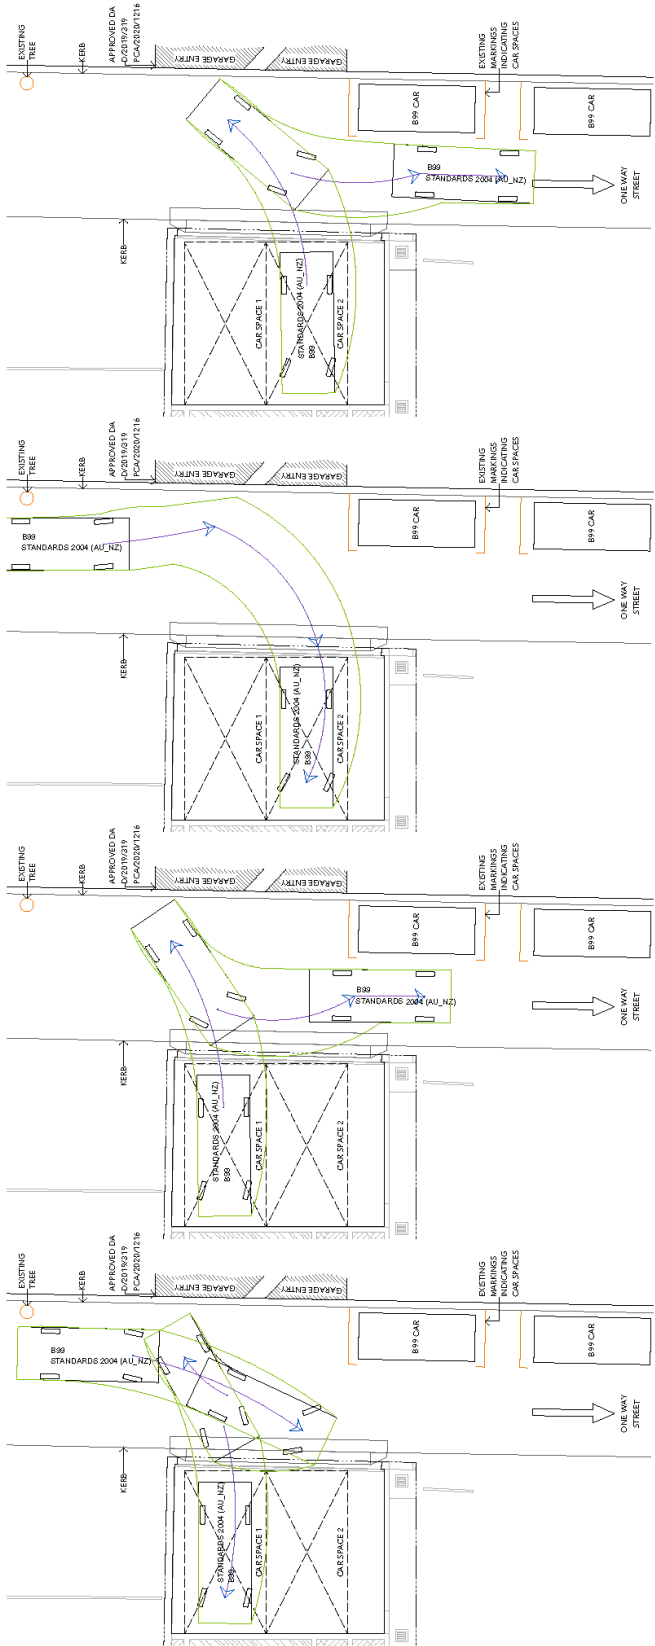 EXISTING
TREE
KERB
APPROVED DA
D/2019/319
PCA/2020/1216
GARAGE ENTRY
GARAGE ENTRY
EXISTING
MARKINGS
INDICATING
CAR SPACES
B99 CAR
B99 CAR
B99
STANDARDS 2004 (AU_NZ)
ONE WAY
STREET
KERB
CAR SPACE 1
STANDARDS 2004 (AU_NZ)
B99
CAR SPACE 2
EXISTING
TREE
KERB
APPROVED DA
D/2019/319
PCA/2020/1216
GARAGE ENTRY
GARAGE ENTRY
EXISTING
MARKINGS
INDICATING
CAR SPACES
B99 CAR
B99 CAR
B99
STANDARDS 2004 (AU_NZ)
ONE WAY
STREET
KERB
CAR SPACE 1
STANDARDS 2004 (AU_NZ)
B99
CAR SPACE 2
EXISTING
TREE
KERB
APPROVED DA
D/2019/319
PCA/2020/1216
GARAGE ENTRY
GARAGE ENTRY
EXISTING
MARKINGS
INDICATING
CAR SPACES
B99 CAR
B99 CAR
B99
STANDARDS 2004 (AU_NZ)
ONE WAY
STREET
KERB
STANDARDS 2004 (AU_NZ)
B99
CAR SPACE 1
CAR SPACE 2
EXISTING
TREE
KERB
APPROVED DA
D/2019/319
PCA/2020/1216
GARAGE ENTRY
GARAGE ENTRY
EXISTING
MARKINGS
INDICATING
CAR SPACES
B99 CAR
B99 CAR
B99
STANDARDS 2004 (AU_NZ)
ONE WAY
STREET
KERB
STANDARDS 2004 (AU_NZ)
B99
CAR SPACE 1
CAR SPACE 2